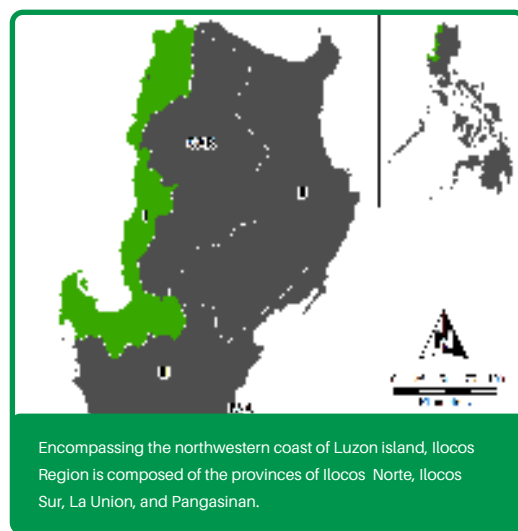 Encompassing the northwestern coast of Luzon island, Ilocos
Region is composed of the provinces of Ilocos  Norte, Ilocos
Sur, La Union, and Pangasinan.